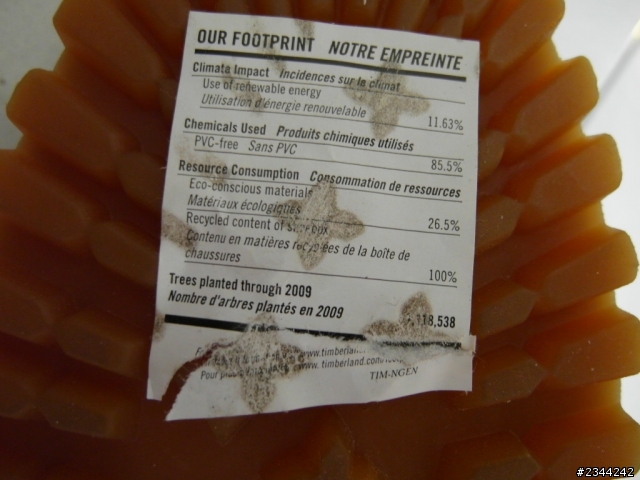 OUR FOOTPRINT NOTRE EMPREINTE
Climate Impact Incidences sur le climat
Use of renewable energy
Utilisation d'énergie renouvelable 11.63%
Chemicals Used Produits chimiques utilisés
PVC-free Sans PVC 85.5%
Resource Consumption Consommation de ressources
Eco-conscious materials
Matériaux écologiques 26.5%
Recycled content of shoebox
Contenu en matières recyclées de la boîte de
chaussures 100%
Trees planted through 2009
Nombre d'arbres plantés en 2009 118,538
www.timberland
Pour www.timberland.com
TIM-NGEN
#2344242